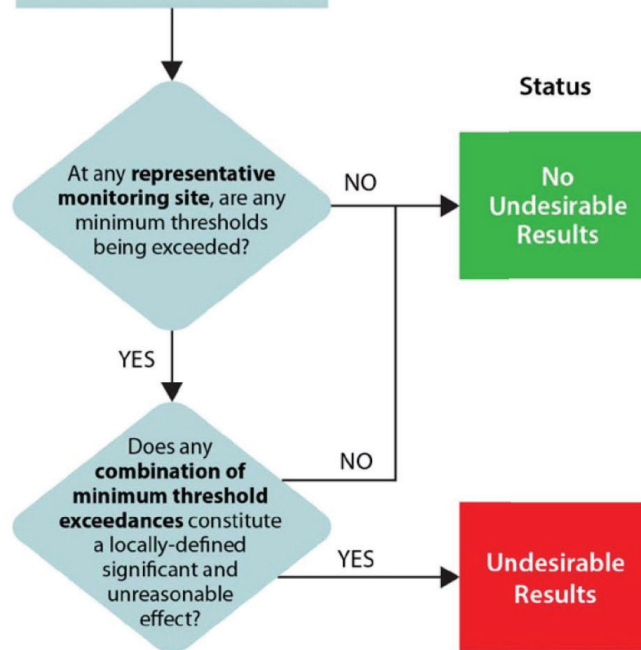 Status
At any representative
monitoring site, are any
minimum thresholds
being exceeded?
NO
No
Undesirable
Results
YES
Does any
combination of
minimum threshold
exceedances constitute
a locally-defined
significant and
unreasonable
effect?
NO
YES
Undesirable
Results